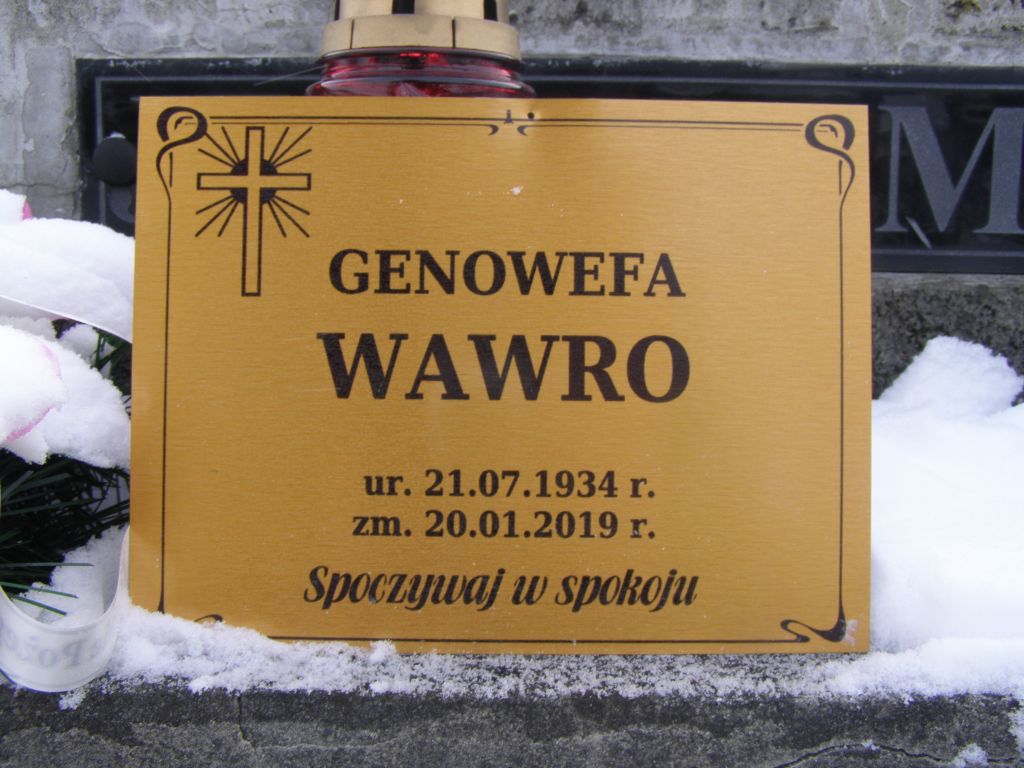 GENOWEFA
WAWRO
ur. 21.07.1934 r.
zm. 20.01.2019 r.
Spoczywaj w spokoju
M